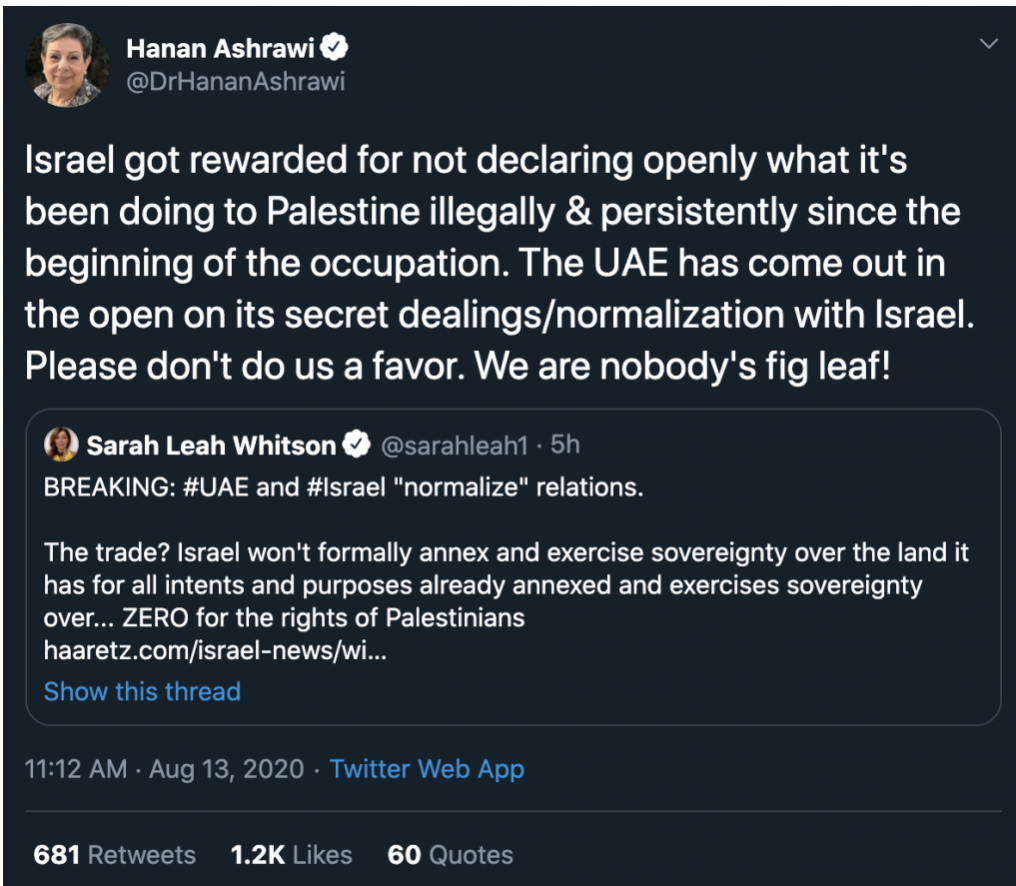 Hanan Ashrawi
@DrHananAshrawi
Israel got rewarded for not declaring openly what it's
been doing to Palestine illegally & persistently since the
beginning of the occupation. The UAE has come out in
the open on its secret dealings/normalization with Israel.
Please don't do us a favor. We are nobody's fig leaf!
Sarah Leah Whitson @sarahleah1 · 5h
BREAKING: #UAE and #Israel "normalize" relations.
The trade? Israel won't formally annex and exercise sovereignty over the land it
has for all intents and purposes already annexed and exercises sovereignty
over... ZERO for the rights of Palestinians
haaretz.com/israel-news/wi...
Show this thread
11:12 AM · Aug 13, 2020 · Twitter Web App
681 Retweets 1.2K Likes 60 Quotes